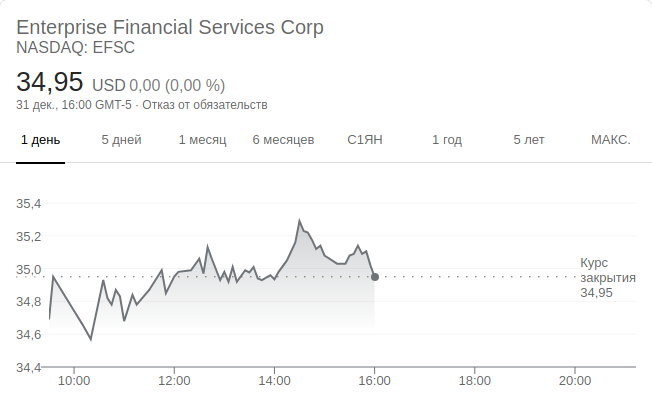 Enterprise Financial Services Corp
NASDAQ: EFSC
34,95 USD 0,00 (0,00 %)
31 дек., 16:00 GMT-5 · Отказ от обязательств
1 день 5 дней 1 месяц 6 месяцев С1ЯН 1 год 5 лет МАКС.
35,4
35,2
35,0
34,8
34,6
34,4
Курс
закрытия
34,95
10:00 12:00 14:00 16:00 18:00 20:00